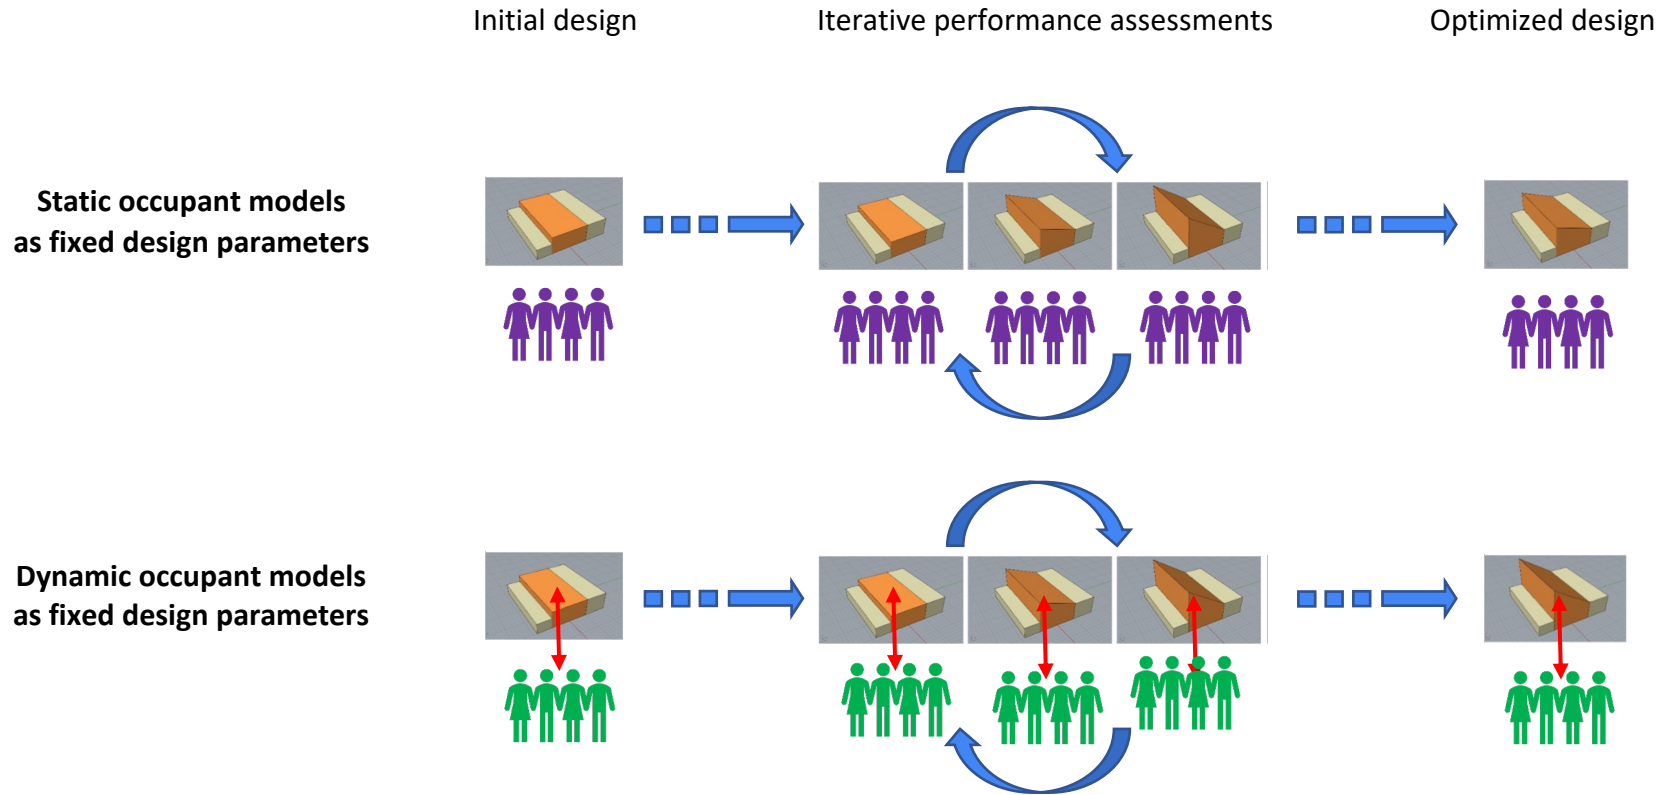 Initial design
Iterative performance assessments
Optimized design
Static occupant models
as fixed design parameters
Dynamic occupant models
as fixed design parameters